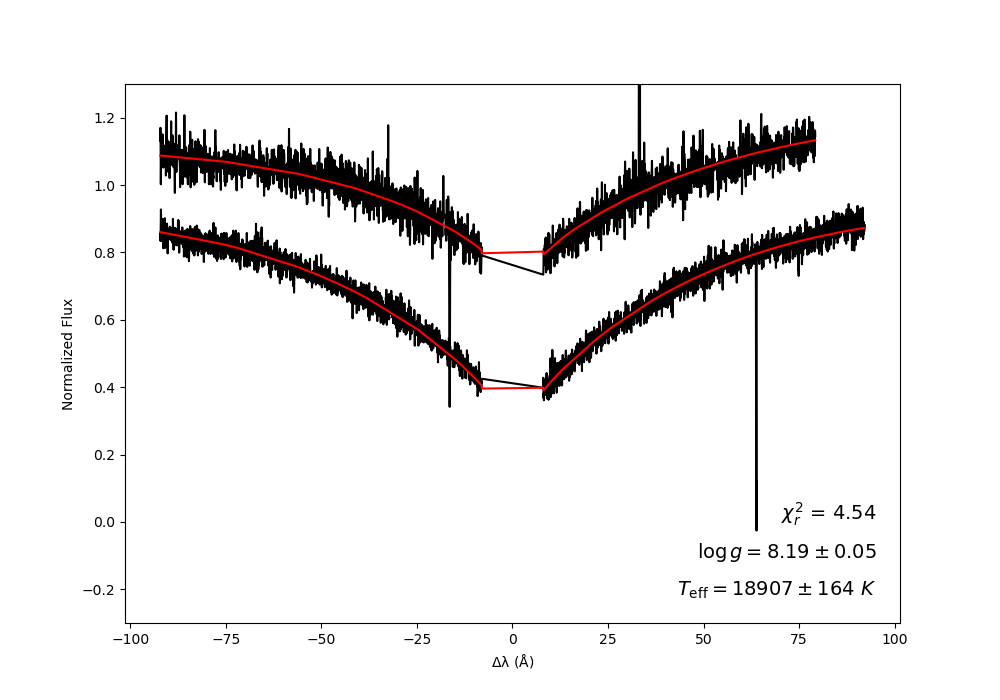 1.2
1.0
0.8
0.6
0.4
0.2
0.0
−0.2
Normalized Flux
χ²ᵣ = 4.54
log g = 8.19 ± 0.05
T_eff = 18907 ± 164 K
−100 −75 −50 −25 0 25 50 75 100
Δλ (Å)